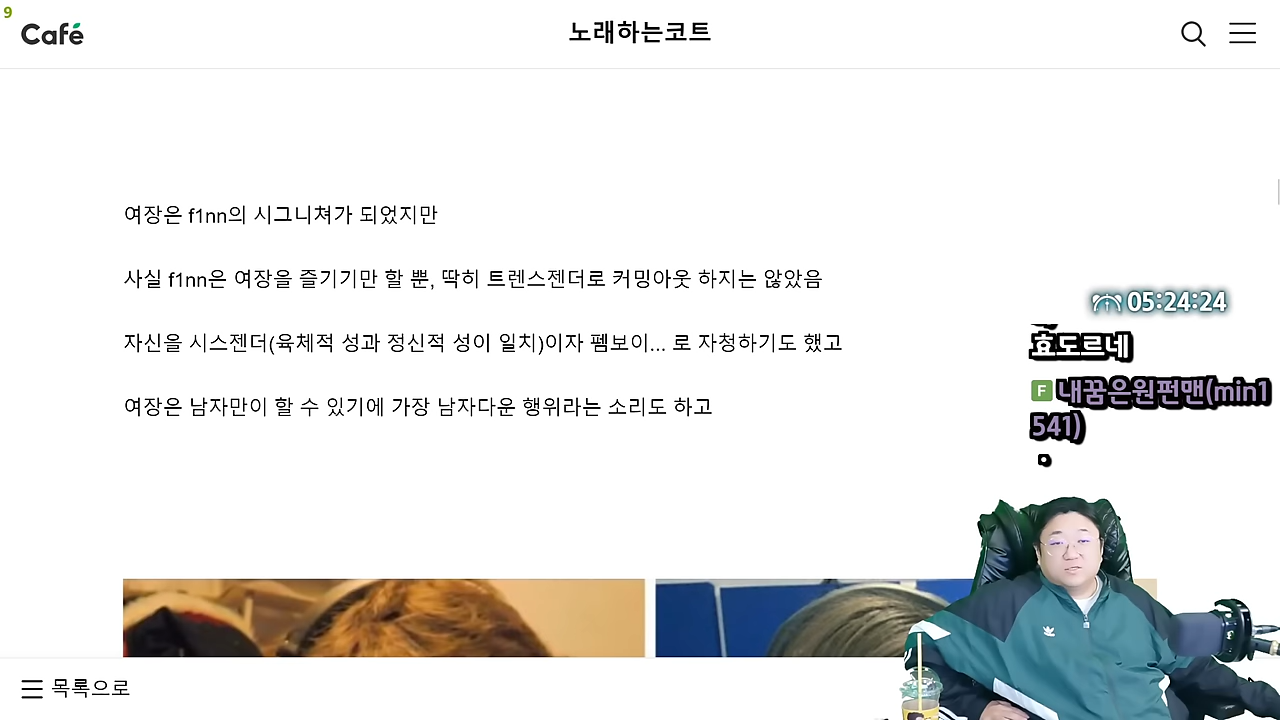 9
Café
노래하는코트
여장은 f1nn의 시그니쳐가 되었지만
사실 f1nn은 여장을 즐기기만 할 뿐, 딱히 트렌스젠더로 커밍아웃 하지는 않았음
자신을 시스젠더(육체적 성과 정신적 성이 일치)이자 펨보이... 로 자청하기도 했고
여장은 남자만이 할 수 있기에 가장 남자다운 행위라는 소리도 하고
05:24:24
효도르네
F 내꿈은원펀맨(min1
541)
목록으로